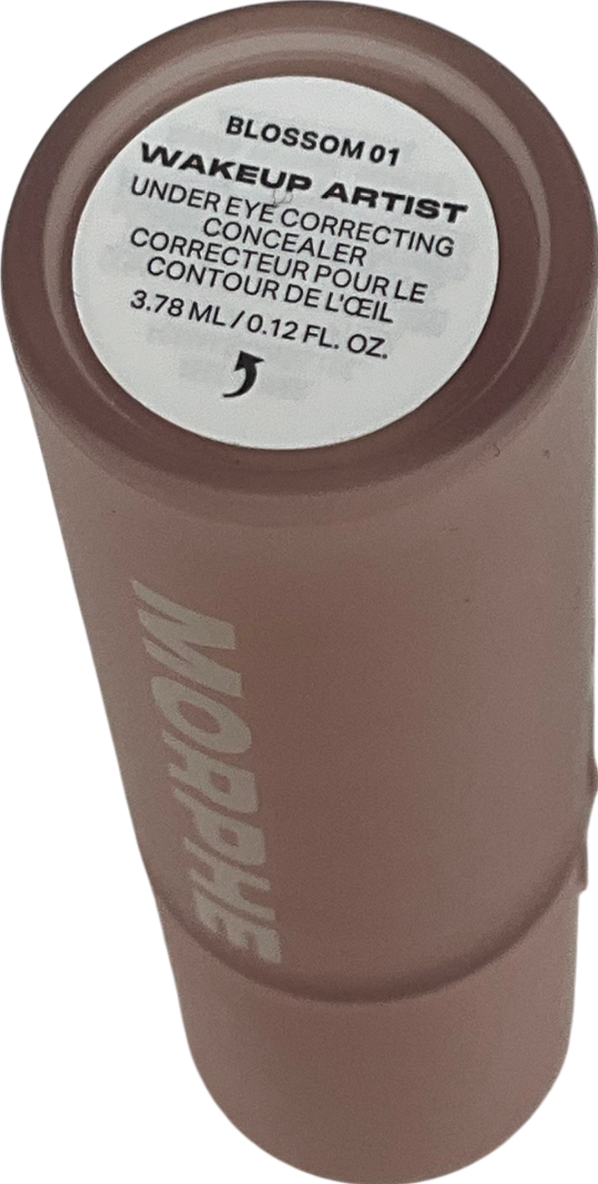 BLOSSOM 01
WAKEUP ARTIST
UNDER EYE CORRECTING
CONCEALER
CORRECTEUR POUR LE
CONTOUR DE L'ŒIL
3.78 ML / 0.12 FL. OZ.
MORPHE